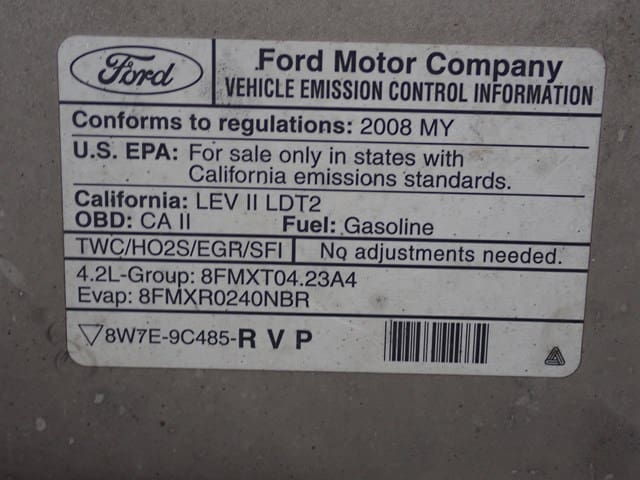 Ford
Ford Motor Company
VEHICLE EMISSION CONTROL INFORMATION
Conforms to regulations: 2008 MY
U.S. EPA: For sale only in states with
California emissions standards.
California: LEV II LDT2
OBD: CA II Fuel: Gasoline
TWC/HO2S/EGR/SFI No adjustments needed.
4.2L-Group: 8FMXT04.23A4
Evap: 8FMXR0240NBR
▽8W7E-9C485-R V P